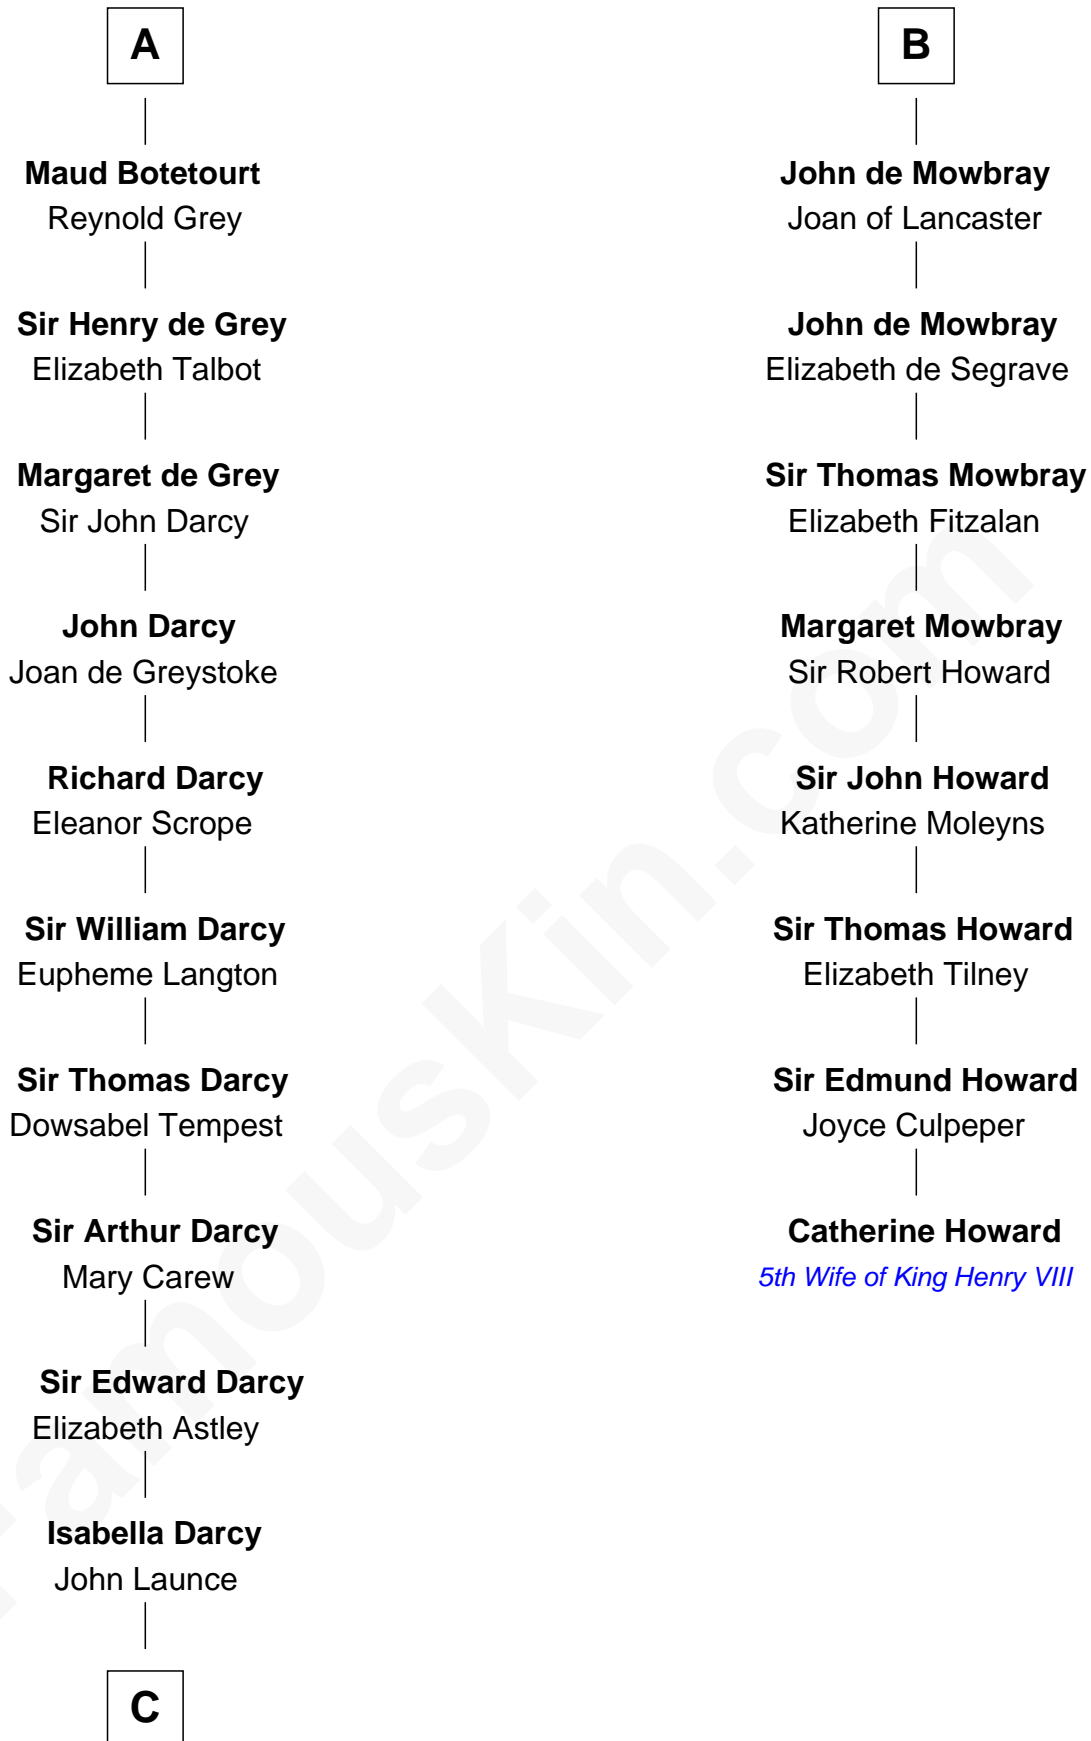 A
Maud Botetourt
Reynold Grey
Sir Henry de Grey
Elizabeth Talbot
Margaret de Grey
Sir John Darcy
John Darcy
Joan de Greystoke
Richard Darcy
Eleanor Scrope
Sir William Darcy
Eupheme Langton
Sir Thomas Darcy
Dowsabel Tempest
Sir Arthur Darcy
Mary Carew
Sir Edward Darcy
Elizabeth Astley
Isabella Darcy
John Launce
C
B
John de Mowbray
Joan of Lancaster
John de Mowbray
Elizabeth de Segrave
Sir Thomas Mowbray
Elizabeth Fitzalan
Margaret Mowbray
Sir Robert Howard
Sir John Howard
Katherine Moleyns
Sir Thomas Howard
Elizabeth Tilney
Sir Edmund Howard
Joyce Culpeper
Catherine Howard
5th Wife of King Henry VIII
FamousKin.com